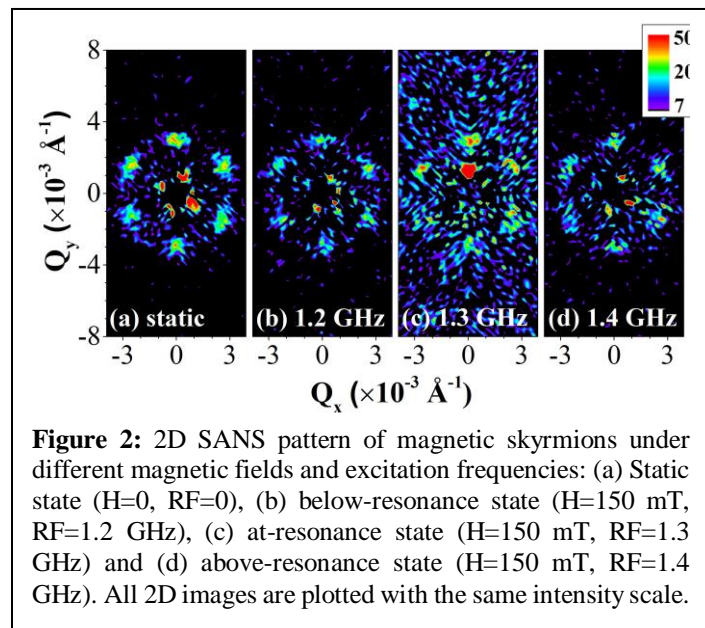 8
4
0
-4
-8
Q_y (×10⁻³ Å⁻¹)
50
20
7
(a) static
(b) 1.2 GHz
(c) 1.3 GHz
(d) 1.4 GHz
-3 0 3 -3 0 3 -3 0 3 -3 0 3
Q_x (×10⁻³ Å⁻¹)
Figure 2: 2D SANS pattern of magnetic skyrmions under
different magnetic fields and excitation frequencies: (a) Static
state (H=0, RF=0), (b) below-resonance state (H=150 mT,
RF=1.2 GHz), (c) at-resonance state (H=150 mT, RF=1.3
GHz) and (d) above-resonance state (H=150 mT, RF=1.4
GHz). All 2D images are plotted with the same intensity scale.